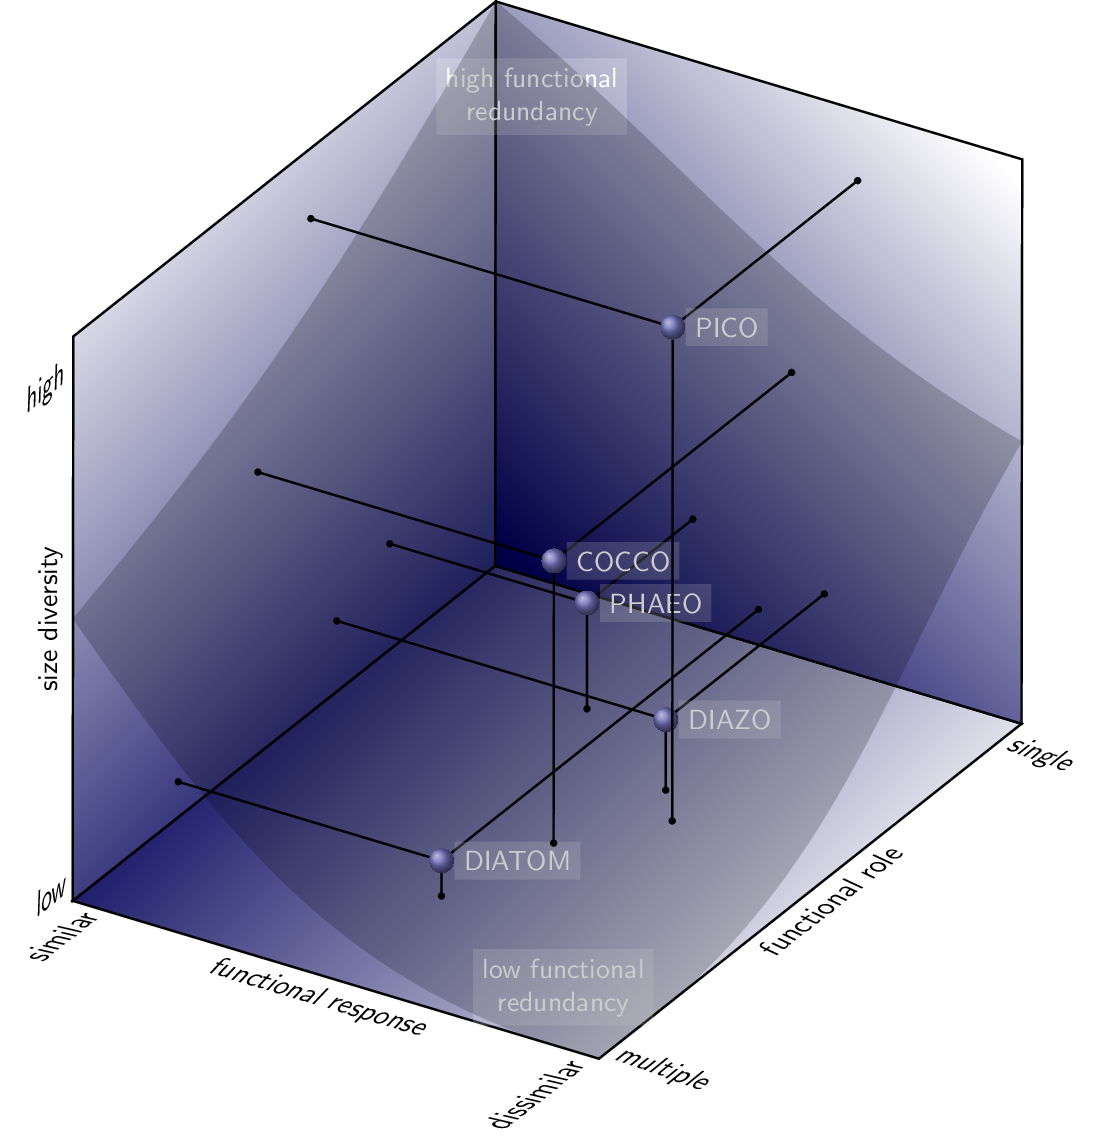 high functional
redundancy
PICO
high
COCCO
PHAEO
size diversity
DIAZO
single
DIATOM
low
functional role
similar
functional response
low functional
redundancy
multiple
dissimilar